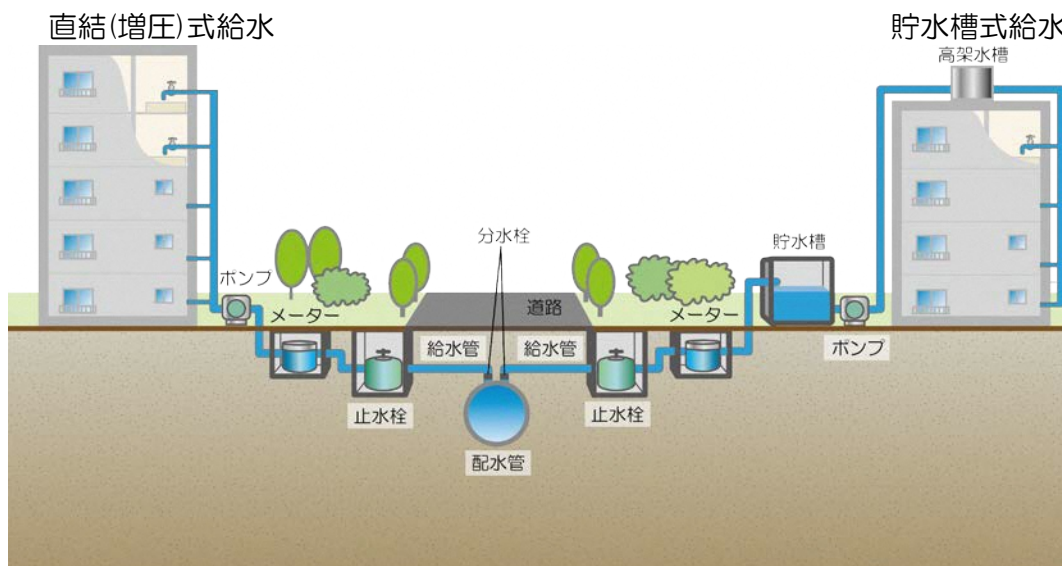 直結(増圧)式給水
貯水槽式給水
高架水槽
分水栓
貯水槽
ポンプ
メーター
道路
メーター
給水管
給水管
ポンプ
止水栓
止水栓
配水管